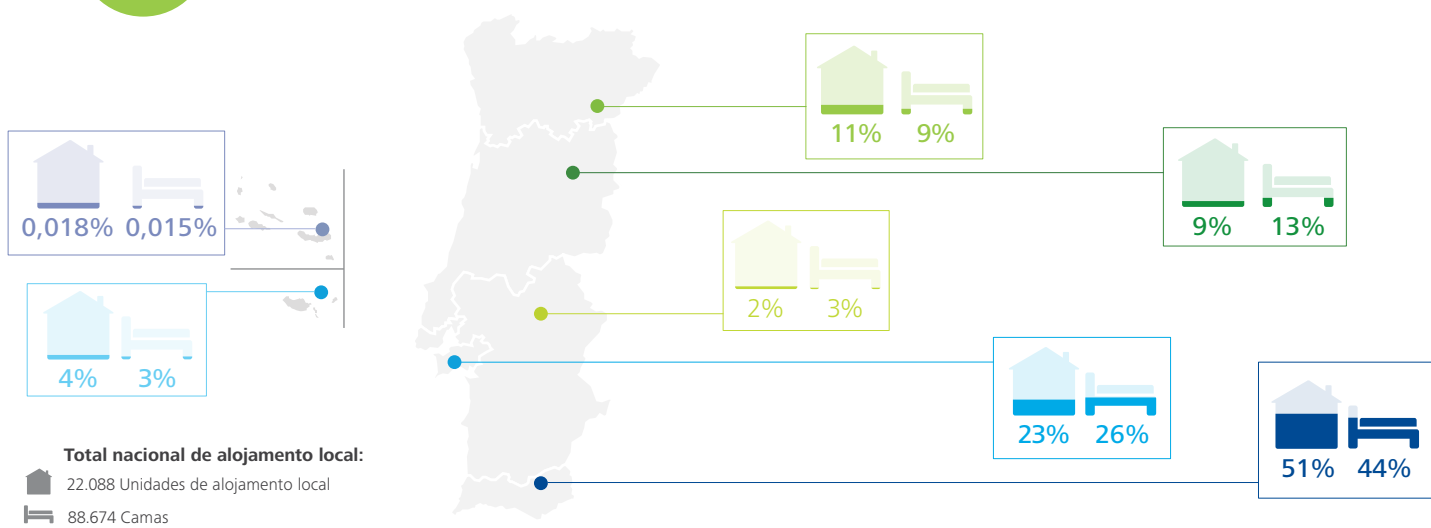 11% 9%
9% 13%
0,018% 0,015%
2% 3%
4% 3%
23% 26%
51% 44%
Total nacional de alojamento local:
22.088 Unidades de alojamento local
88.674 Camas